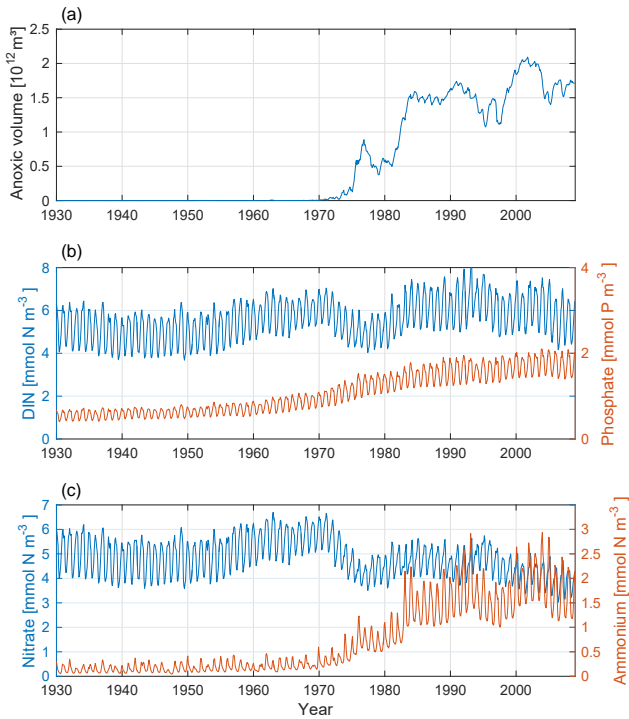 (a)
Anoxic volume [10¹² m³]
2.5
2
1.5
1
0.5
0
1930 1940 1950 1960 1970 1980 1990 2000
(b)
DIN [mmol N m⁻³]
8
6
4
2
0
Phosphate [mmol P m⁻³]
4
3
2
1
0
1930 1940 1950 1960 1970 1980 1990 2000
(c)
Nitrate [mmol N m⁻³]
7
6
5
4
3
2
1
0
Ammonium [mmol N m⁻³]
3
2.5
2
1.5
1
0.5
0
1930 1940 1950 1960 1970 1980 1990 2000
Year